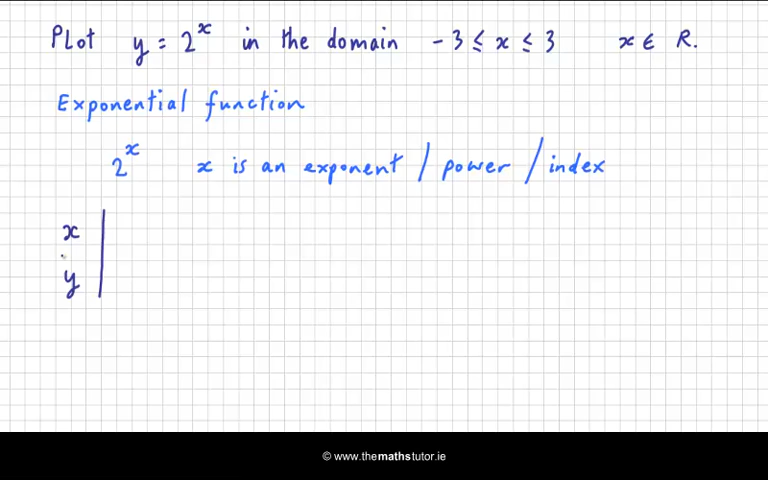 Plot y = 2^x in the domain -3 ≤ x ≤ 3 x ∈ R.
Exponential function
2^x x is an exponent / power / index
x
y
© www.themathstutor.ie